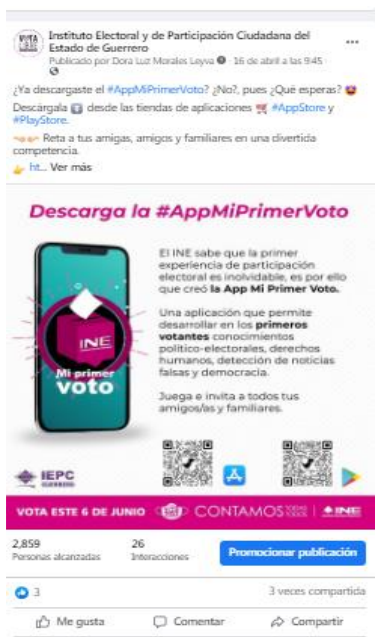 Instituto Electoral y de Participación Ciudadana del
Estado de Guerrero
Publicado por Dora Luz Morales Leyva · 16 de abril a las 9:45 ·
¿Ya descargaste el #AppMiPrimerVoto? ¿No?, pues ¿Qué esperas?
Descárgala desde las tiendas de aplicaciones #AppStore y
#PlayStore.
Reta a tus amigas, amigos y familiares en una divertida
competencia.
ht... Ver más
Descarga la #AppMiPrimerVoto
El INE sabe que la primer
experiencia de participación
electoral es inolvidable, es por ello
que creó la App Mi Primer Voto.
Una aplicación que permite
desarrollar en los primeros
votantes conocimientos
político-electorales, derechos
humanos, detección de noticias
falsas y democracia.
Juega e invita a todos tus
amigos/as y familiares.
INE
Mi primer
voto
IEPC
GUERRERO
VOTA ESTE 6 DE JUNIO
CONTAMOS
INE
2,859
Personas alcanzadas
26
Interacciones
Promocionar publicación
3
3 veces compartida
Me gusta
Comentar
Compartir